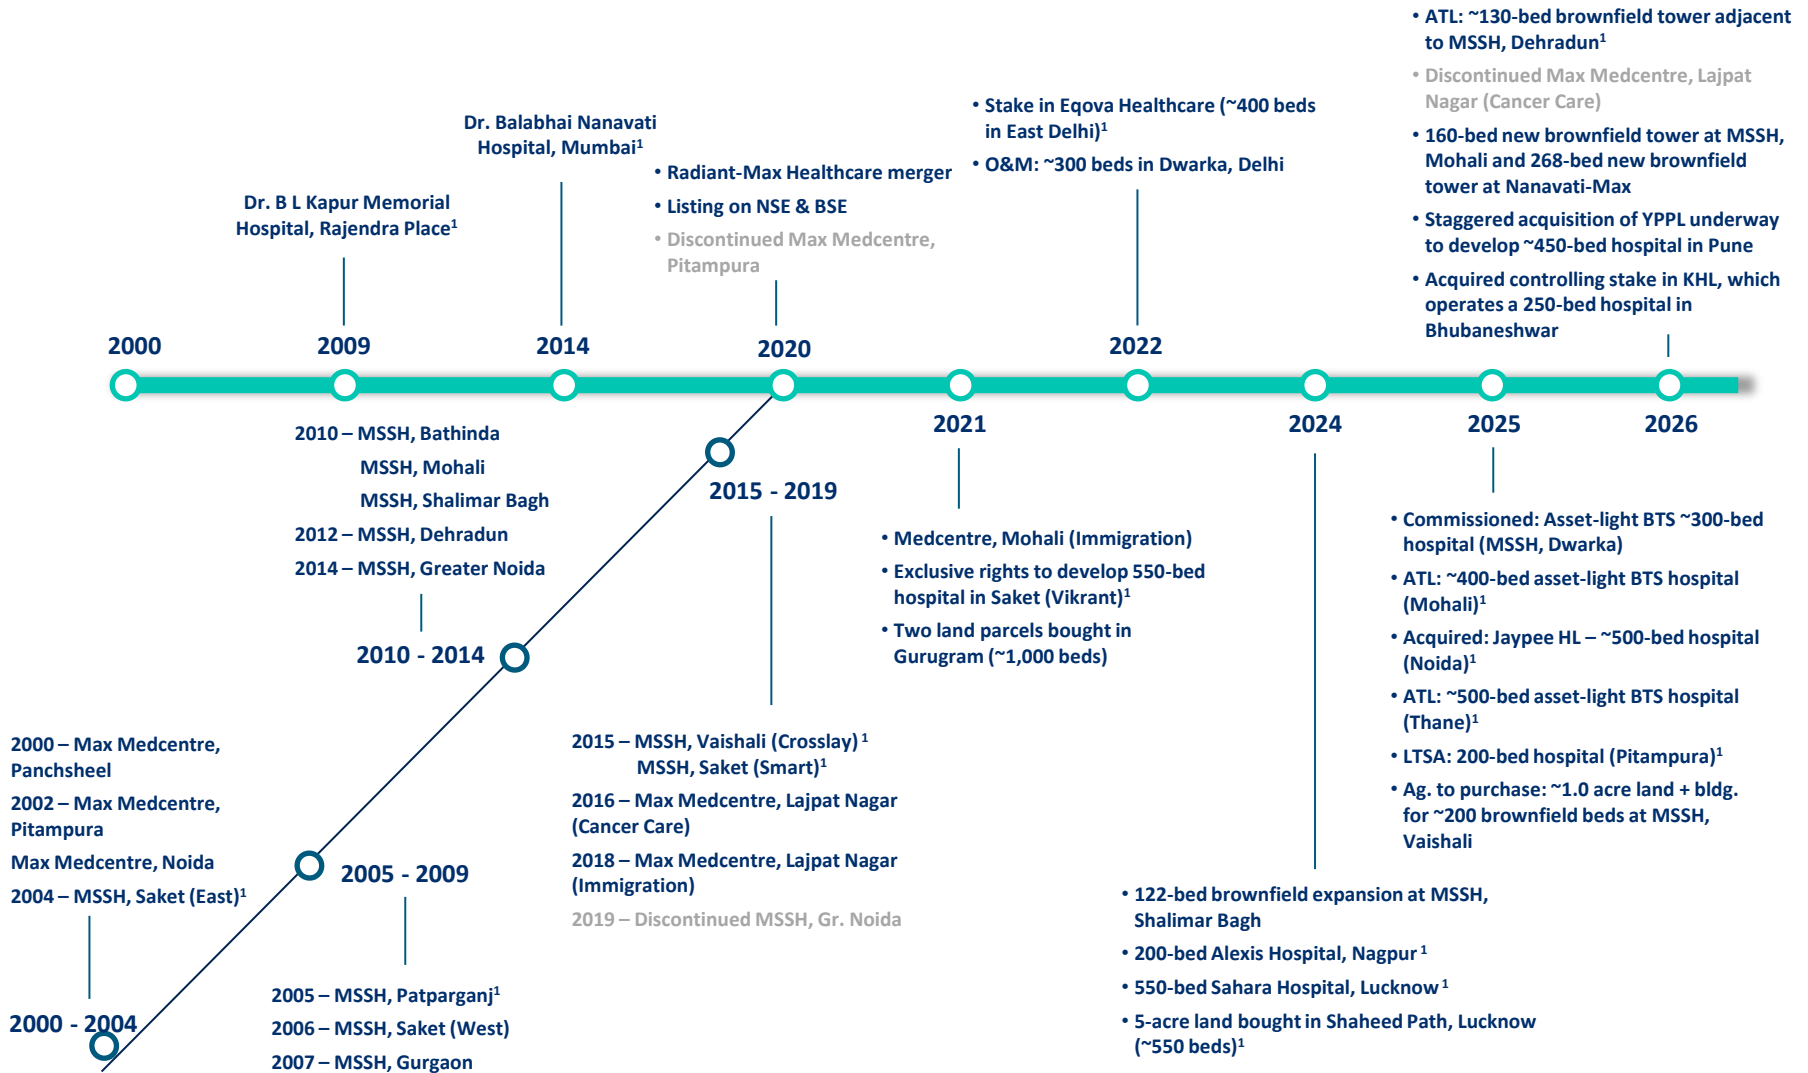 Dr. B L Kapur Memorial
Hospital, Rajendra Place1
Dr. Balabhai Nanavati
Hospital, Mumbai1
• Radiant-Max Healthcare merger
• Listing on NSE & BSE
• Discontinued Max Medcentre,
Pitampura
• Stake in Eqova Healthcare (~400 beds
in East Delhi)1
• O&M: ~300 beds in Dwarka, Delhi
• ATL: ~130-bed brownfield tower adjacent
to MSSH, Dehradun1
• Discontinued Max Medcentre, Lajpat
Nagar (Cancer Care)
• 160-bed new brownfield tower at MSSH,
Mohali and 268-bed new brownfield
tower at Nanavati-Max
• Staggered acquisition of YPPL underway
to develop ~450-bed hospital in Pune
• Acquired controlling stake in KHL, which
operates a 250-bed hospital in
Bhubaneshwar
2000
2009
2014
2020
2022
2021
2024
2025
2026
2010 – MSSH, Bathinda
MSSH, Mohali
MSSH, Shalimar Bagh
2012 – MSSH, Dehradun
2014 – MSSH, Greater Noida
2010 - 2014
2015 - 2019
2015 – MSSH, Vaishali (Crosslay) 1
MSSH, Saket (Smart)1
2016 – Max Medcentre, Lajpat Nagar
(Cancer Care)
2018 – Max Medcentre, Lajpat Nagar
(Immigration)
2019 – Discontinued MSSH, Gr. Noida
• Medcentre, Mohali (Immigration)
• Exclusive rights to develop 550-bed
hospital in Saket (Vikrant)1
• Two land parcels bought in
Gurugram (~1,000 beds)
• Commissioned: Asset-light BTS ~300-bed
hospital (MSSH, Dwarka)
• ATL: ~400-bed asset-light BTS hospital
(Mohali)1
• Acquired: Jaypee HL – ~500-bed hospital
(Noida)1
• ATL: ~500-bed asset-light BTS hospital
(Thane)1
• LTSA: 200-bed hospital (Pitampura)1
• Ag. to purchase: ~1.0 acre land + bldg.
for ~200 brownfield beds at MSSH,
Vaishali
• 122-bed brownfield expansion at MSSH,
Shalimar Bagh
• 200-bed Alexis Hospital, Nagpur 1
• 550-bed Sahara Hospital, Lucknow 1
• 5-acre land bought in Shaheed Path, Lucknow
(~550 beds)1
2000 – Max Medcentre,
Panchsheel
2002 – Max Medcentre,
Pitampura
Max Medcentre, Noida
2004 – MSSH, Saket (East)1
2000 - 2004
2005 - 2009
2005 – MSSH, Patparganj1
2006 – MSSH, Saket (West)
2007 – MSSH, Gurgaon